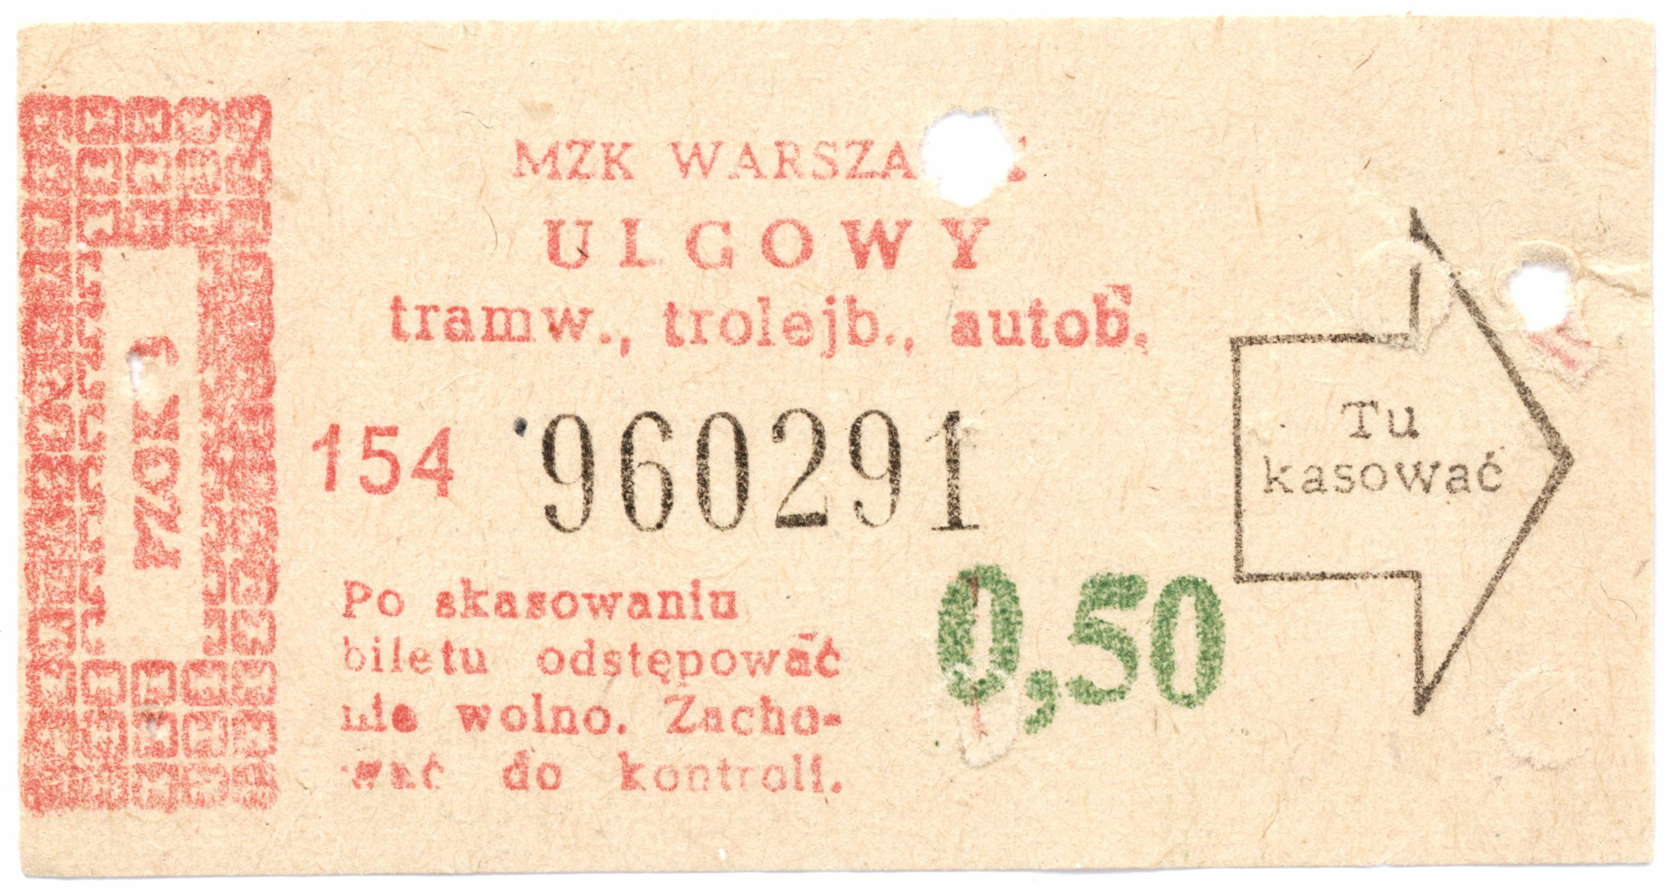 MZK WARSZA
ULGOWY
tramw., trolejb., autob.
154 960291
Po skasowaniu
biletu odstępować
nie wolno. Zacho-
wać do kontroli.
0,50
Tu
kasować